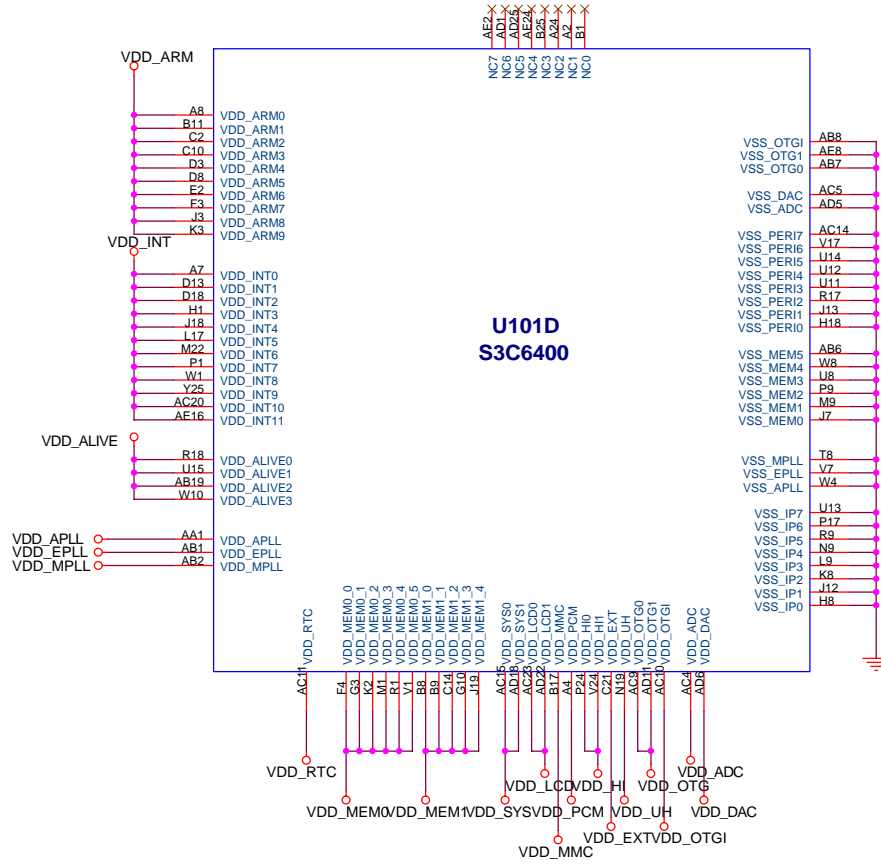 AE2 AD1 AD25 AE24 B25 A24 A2 B1
NC7 NC6 NC5 NC4 NC3 NC2 NC1 NC0
VDD_ARM
A8 VDD_ARM0
B11 VDD_ARM1
C2 VDD_ARM2
C10 VDD_ARM3
D3 VDD_ARM4
D8 VDD_ARM5
E2 VDD_ARM6
F3 VDD_ARM7
J3 VDD_ARM8
K3 VDD_ARM9
VDD_INT
A7 VDD_INT0
D13 VDD_INT1
D18 VDD_INT2
H1 VDD_INT3
J18 VDD_INT4
L17 VDD_INT5
M22 VDD_INT6
P1 VDD_INT7
W1 VDD_INT8
Y25 VDD_INT9
AC20 VDD_INT10
AE16 VDD_INT11
VDD_ALIVE
R18 VDD_ALIVE0
U15 VDD_ALIVE1
AB19 VDD_ALIVE2
W10 VDD_ALIVE3
VDD_APLL AA1 VDD_APLL
VDD_EPLL AB1 VDD_EPLL
VDD_MPLL AB2 VDD_MPLL
U101D
S3C6400
VSS_OTGI AB8
VSS_OTG1 AE8
VSS_OTG0 AB7
VSS_DAC AC5
VSS_ADC AD5
VSS_PERI7 AC14
VSS_PERI6 V17
VSS_PERI5 U14
VSS_PERI4 U12
VSS_PERI3 U11
VSS_PERI2 R17
VSS_PERI1 J13
VSS_PERI0 H18
VSS_MEM5 AB6
VSS_MEM4 W8
VSS_MEM3 U8
VSS_MEM2 P9
VSS_MEM1 M9
VSS_MEM0 J7
VSS_MPLL T8
VSS_EPLL V7
VSS_APLL W4
VSS_IP7 U13
VSS_IP6 P17
VSS_IP5 R9
VSS_IP4 N9
VSS_IP3 L9
VSS_IP2 K8
VSS_IP1 J12
VSS_IP0 H8
VDD_RTC VDD_MEM0_0 VDD_MEM0_1 VDD_MEM0_2 VDD_MEM0_3 VDD_MEM0_4 VDD_MEM0_5 VDD_MEM1_0 VDD_MEM1_1 VDD_MEM1_2 VDD_MEM1_3 VDD_MEM1_4 VDD_SYS0 VDD_SYS1 VDD_LCD0 VDD_LCD1 VDD_MMC VDD_PCM VDD_HI0 VDD_HI1 VDD_EXT VDD_UH VDD_OTG0 VDD_OTG1 VDD_OTGI VDD_ADC VDD_DAC
AC11 F4 G3 K2 M1 R1 V1 B8 B9 C14 G10 J19 AC15 AD18 AC23 AD22 B17 A4 P24 V24 C21 N19 AC9 AD11 AC10 AC4 AD6
VDD_RTC VDD_LCD VDD_HI VDD_OTG VDD_ADC
VDD_MEM0 VDD_MEM1 VDD_SYS VDD_PCM VDD_UH VDD_DAC
VDD_MMC VDD_EXT VDD_OTGI